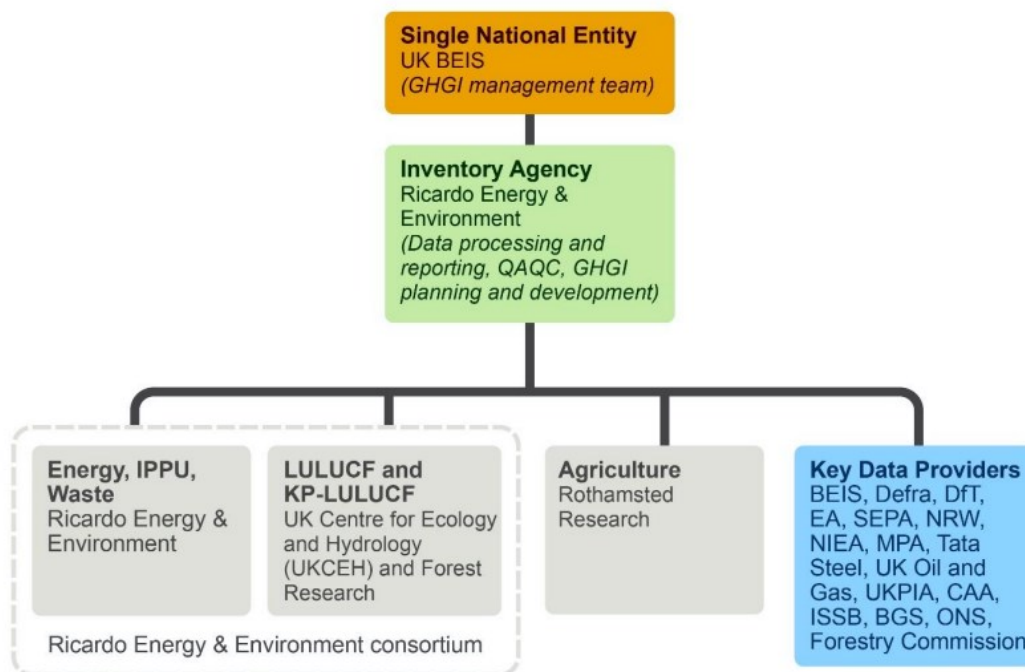 Single National Entity
UK BEIS
(GHGI management team)
Inventory Agency
Ricardo Energy &
Environment
(Data processing and
reporting, QAQC, GHGI
planning and development)
Energy, IPPU,
Waste
Ricardo Energy &
Environment
LULUCF and
KP-LULUCF
UK Centre for Ecology
and Hydrology
(UKCEH) and Forest
Research
Ricardo Energy & Environment consortium
Agriculture
Rothamsted
Research
Key Data Providers
BEIS, Defra, DfT,
EA, SEPA, NRW,
NIEA, MPA, Tata
Steel, UK Oil and
Gas, UKPIA, CAA,
ISSB, BGS, ONS,
Forestry Commission